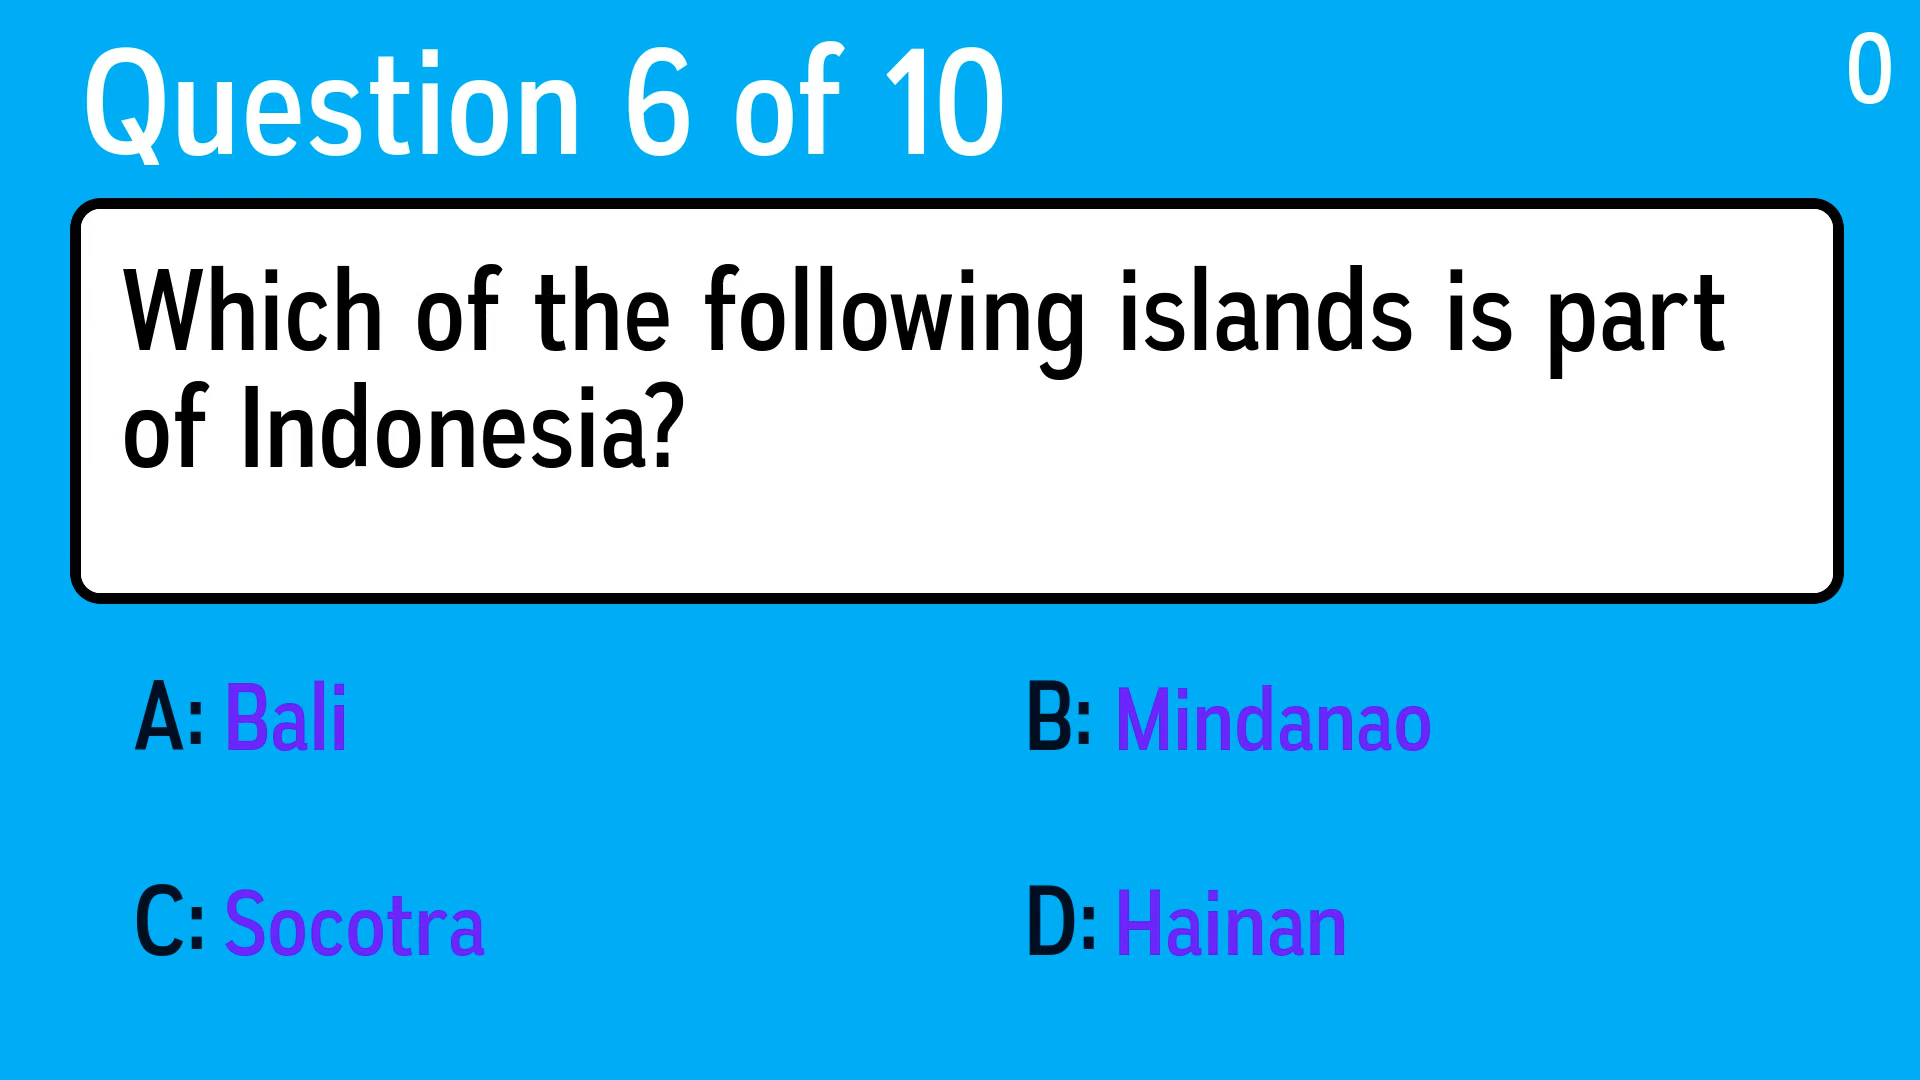 Question 6 of 10
0
Which of the following islands is part
of Indonesia?
A: Bali
B: Mindanao
C: Socotra
D: Hainan